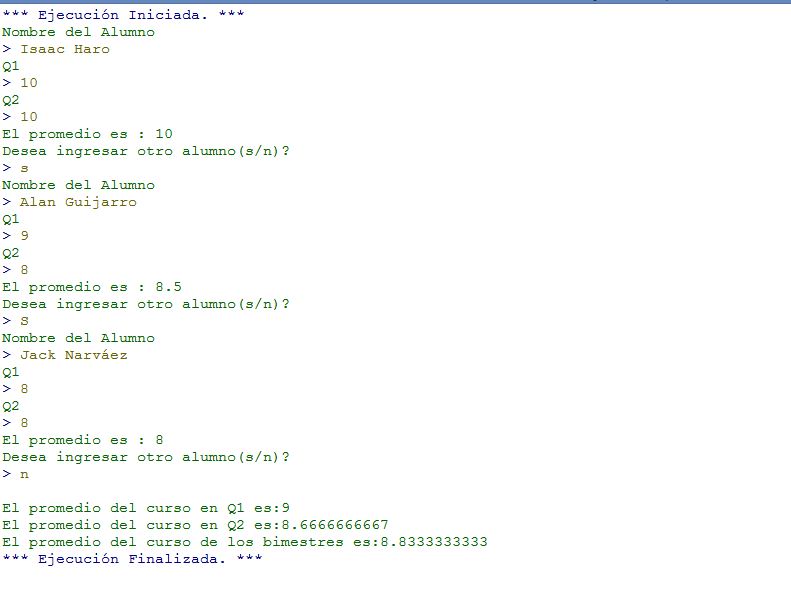 *** Ejecución Iniciada. ***
Nombre del Alumno
> Isaac Haro
Q1
> 10
Q2
> 10
El promedio es : 10
Desea ingresar otro alumno(s/n)?
> s
Nombre del Alumno
> Alan Guijarro
Q1
> 9
Q2
> 8
El promedio es : 8.5
Desea ingresar otro alumno(s/n)?
> S
Nombre del Alumno
> Jack Narváez
Q1
> 8
Q2
> 8
El promedio es : 8
Desea ingresar otro alumno(s/n)?
> n
El promedio del curso en Q1 es:9
El promedio del curso en Q2 es:8.6666666667
El promedio del curso de los bimestres es:8.8333333333
*** Ejecución Finalizada. ***